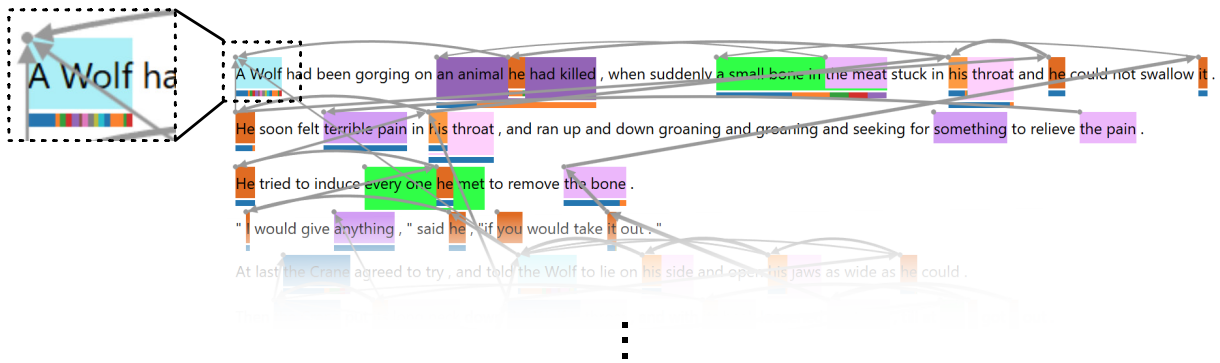 A Wolf ha
A Wolf had been gorging on an animal he had killed , when suddenly a small bone in the meat stuck in his throat and he could not swallow it .
He soon felt terrible pain in his throat , and ran up and down groaning and groaning and seeking for something to relieve the pain .
He tried to induce every one he met to remove the bone .
" I would give anything , " said he , "if you would take it out . "
At last the Crane agreed to try , and told the Wolf to lie on his side and open his jaws as wide as he could .